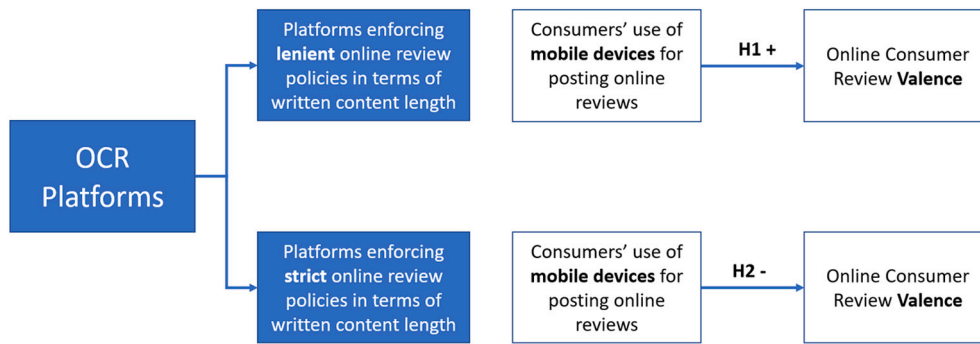 OCR
Platforms
Platforms enforcing
lenient online review
policies in terms of
written content length
Consumers’ use of
mobile devices for
posting online
reviews
H1 +
Online Consumer
Review Valence
Platforms enforcing
strict online review
policies in terms of
written content length
Consumers’ use of
mobile devices for
posting online
reviews
H2 -
Online Consumer
Review Valence